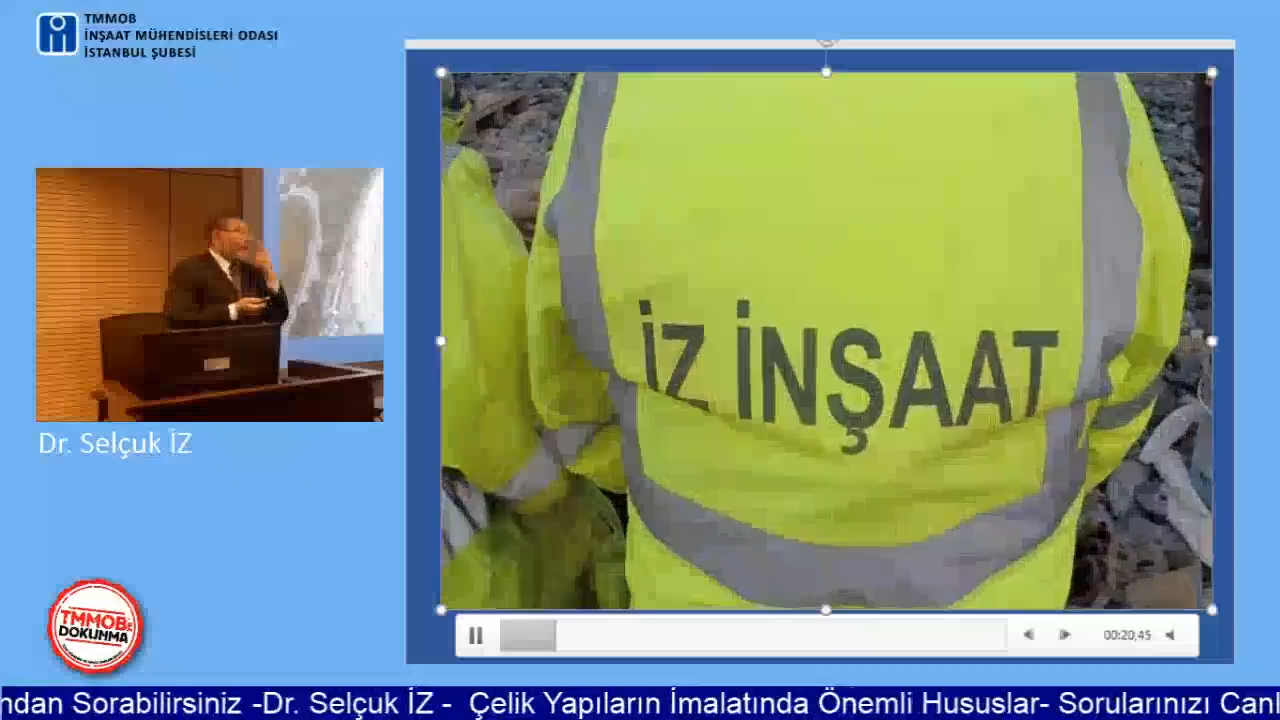 TMMOB
İNŞAAT MÜHENDİSLERİ ODASI
İSTANBUL ŞUBESİ
İZ İNŞAAT
Dr. Selçuk İZ
TMMOB'a
DOKUNMA
00:20,45
ndan Sorabilirsiniz -Dr. Selçuk İZ - Çelik Yapıların İmalatında Önemli Hususlar- Sorularınızı Canl